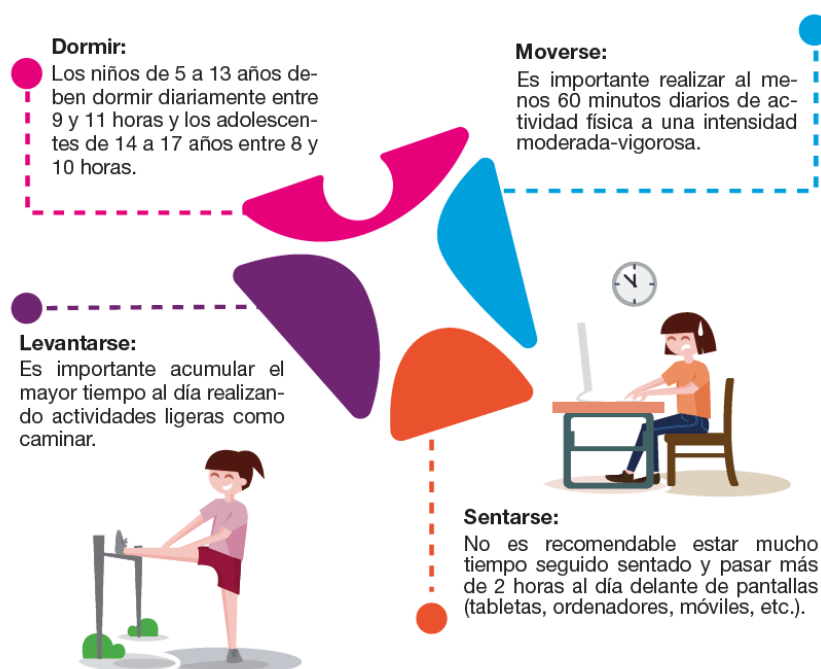 Dormir:
Los niños de 5 a 13 años de-
ben dormir diariamente entre
9 y 11 horas y los adolescen-
tes de 14 a 17 años entre 8 y
10 horas.
Moverse:
Es importante realizar al me-
nos 60 minutos diarios de ac-
tividad física a una intensidad
moderada-vigorosa.
Levantarse:
Es importante acumular el
mayor tiempo al día realizan-
do actividades ligeras como
caminar.
Sentarse:
No es recomendable estar mucho
tiempo seguido sentado y pasar más
de 2 horas al día delante de pantallas
(tabletas, ordenadores, móviles, etc.).